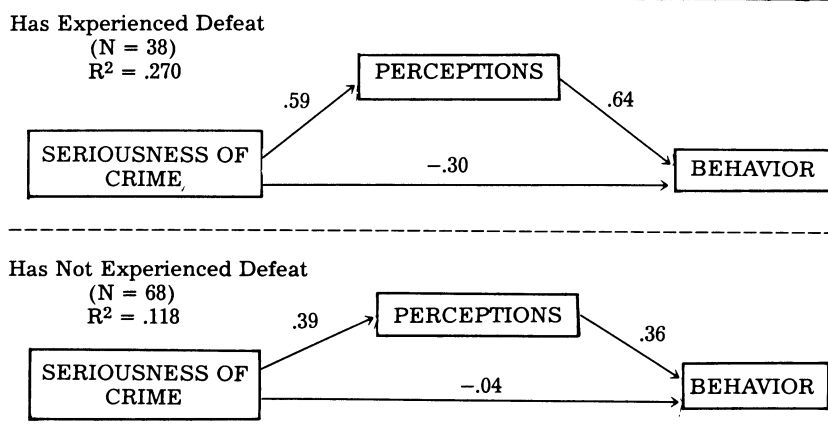 Has Experienced Defeat
(N = 38)
R² = .270
PERCEPTIONS
.59
.64
SERIOUSNESS OF
CRIME
-.30
BEHAVIOR
Has Not Experienced Defeat
(N = 68)
R² = .118
PERCEPTIONS
.39
.36
SERIOUSNESS OF
CRIME
-.04
BEHAVIOR